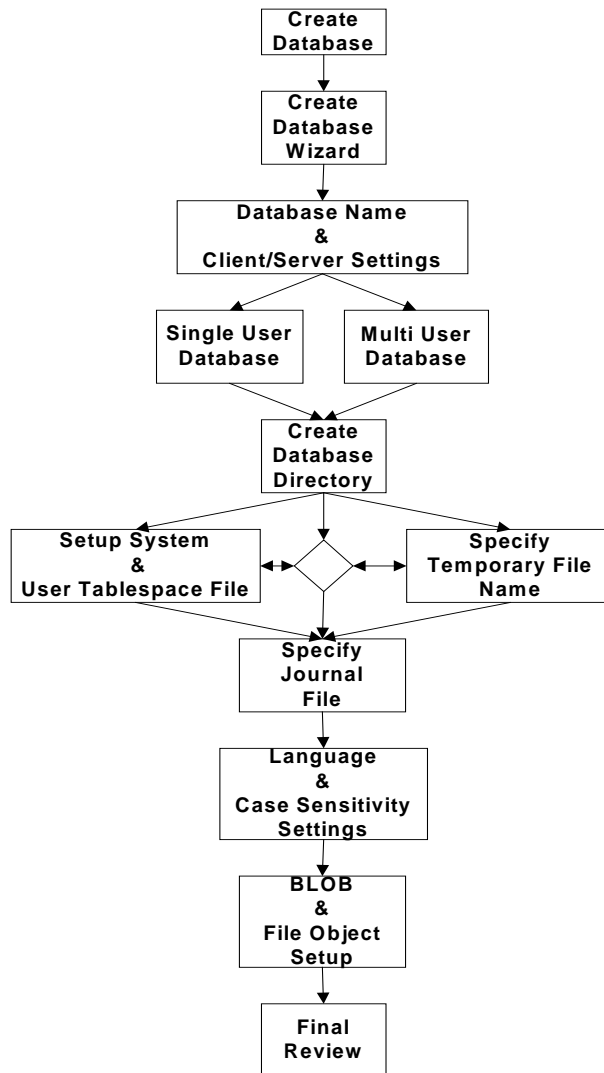 Create
Database
Create
Database
Wizard
Database Name
&
Client/Server Settings
Single User
Database
Multi User
Database
Create
Database
Directory
Setup System
&
User Tablespace File
Specify
Temporary File
Name
Specify
Journal
File
Language
&
Case Sensitivity
Settings
BLOB
&
File Object
Setup
Final
Review